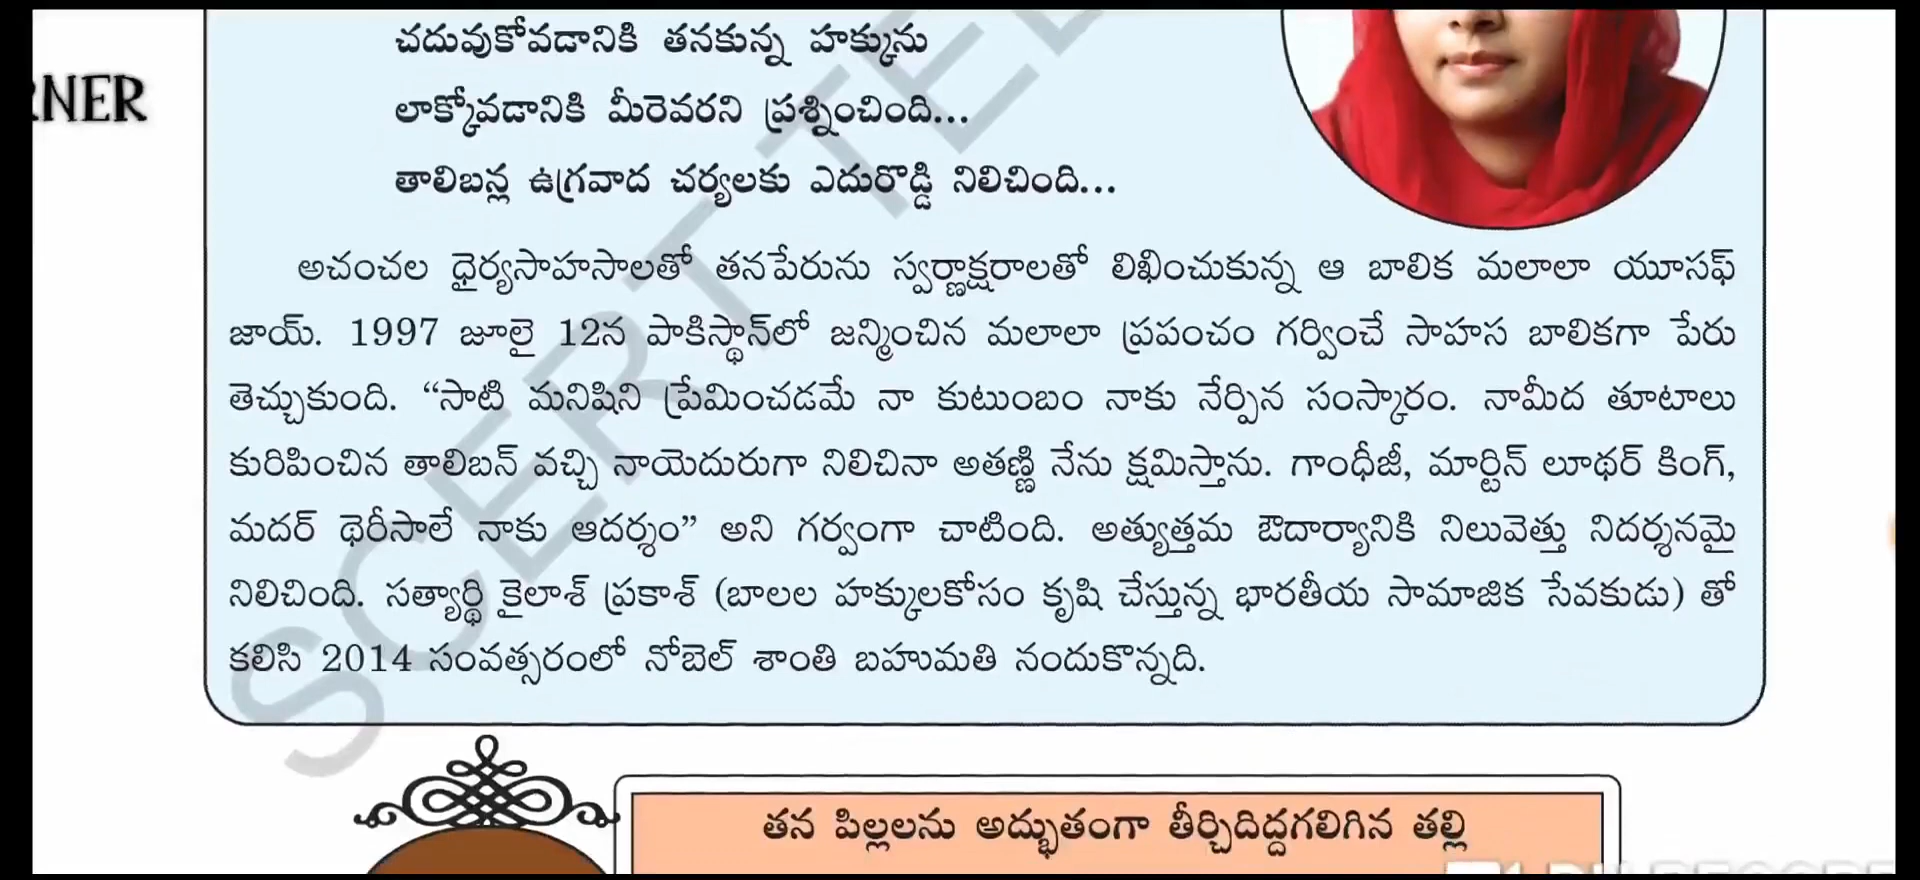 చదువుకోవడానికి తనకున్న హక్కును
RNER
లాక్కోవడానికి మీరెవరని ప్రశ్నించింది...
తాలిబన్ల ఉగ్రవాద చర్యలకు ఎదురొడ్డి నిలిచింది...
అచంచల ధైర్యసాహసాలతో తనపేరును స్వర్ణాక్షరాలతో లిఖించుకున్న ఆ బాలిక మలాలా యూసఫ్
జాయ్. 1997 జూలై 12న పాకిస్థాన్‌లో జన్మించిన మలాలా ప్రపంచం గర్వించే సాహస బాలికగా పేరు
తెచ్చుకుంది. “సాటి మనిషిని ప్రేమించడమే నా కుటుంబం నాకు నేర్పిన సంస్కారం. నామీద తూటాలు
కురిపించిన తాలిబన్ వచ్చి నాయెదురుగా నిలిచినా అతణ్ణి నేను క్షమిస్తాను. గాంధీజీ, మార్టిన్ లూథర్ కింగ్,
మదర్ థెరీసాలే నాకు ఆదర్శం” అని గర్వంగా చాటింది. అత్యుత్తమ ఔదార్యానికి నిలువెత్తు నిదర్శనమై
నిలిచింది. సత్యార్థి కైలాశ్ ప్రకాశ్ (బాలల హక్కులకోసం కృషి చేస్తున్న భారతీయ సామాజిక సేవకుడు) తో
కలిసి 2014 సంవత్సరంలో నోబెల్ శాంతి బహుమతి నందుకొన్నది.
SCERT TEL
తన పిల్లలను అద్భుతంగా తీర్చిదిద్దగలిగిన తల్లి